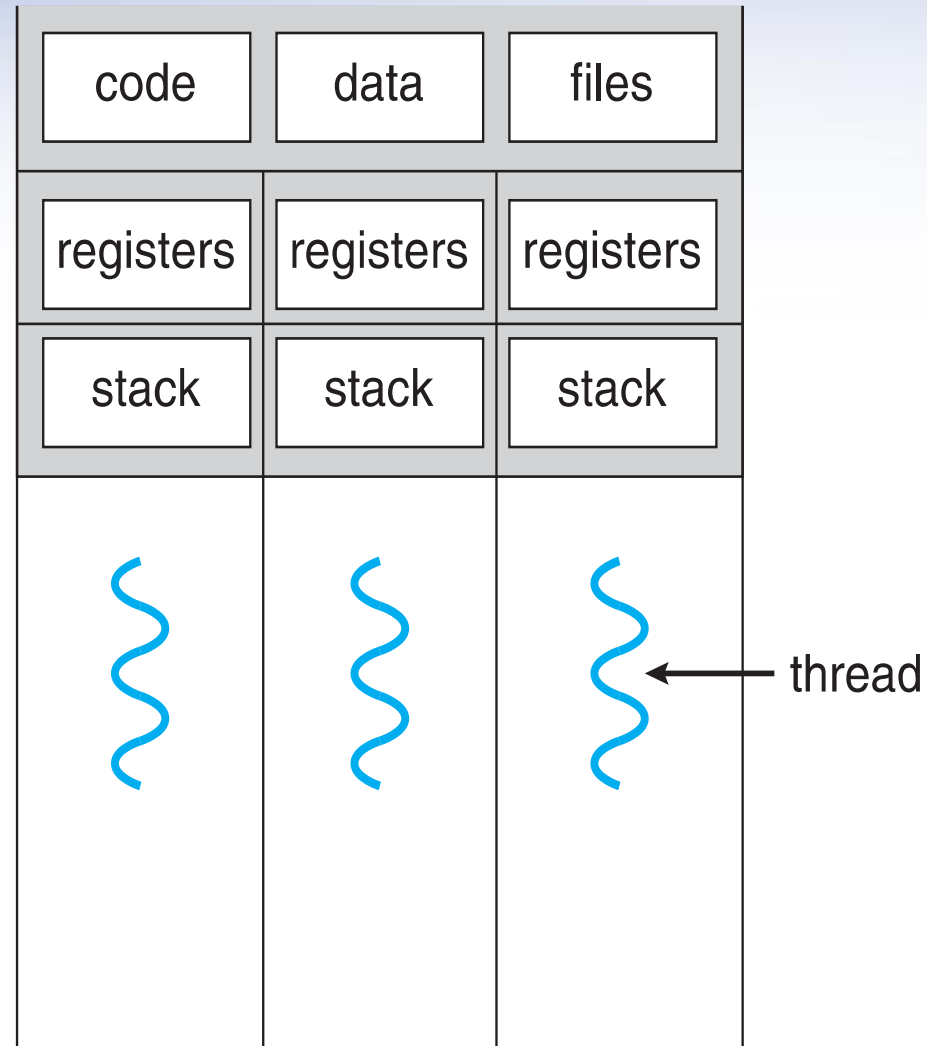 code data files
registers registers registers
stack stack stack
thread